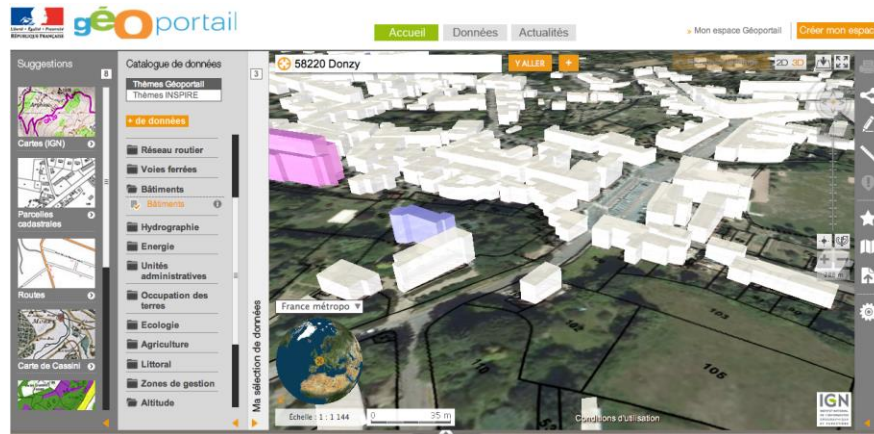 Liberté • Égalité • Fraternité
RÉPUBLIQUE FRANÇAISE
géoportail
Accueil
Données
Actualités
Mon espace Géoportail
Créer mon espac
Suggestions
8
Cartes (IGN)
Parcelles
cadastrales
Routes
Carte de Cassini
Catalogue de données
Thèmes Géoportail
Thèmes INSPIRE
+ de données
Réseau routier
Voies ferrées
Bâtiments
Bâtiments
Hydrographie
Energie
Unités
administratives
Occupation des
terres
Ecologie
Agriculture
Littoral
Zones de gestion
Altitude
3
Ma sélection de données
58220 Donzy
Y ALLER
+
2D 3D
France métropo
Échelle : 1 : 1 144
0 35 m
103
105
110
Conditions d'utilisation
IGN